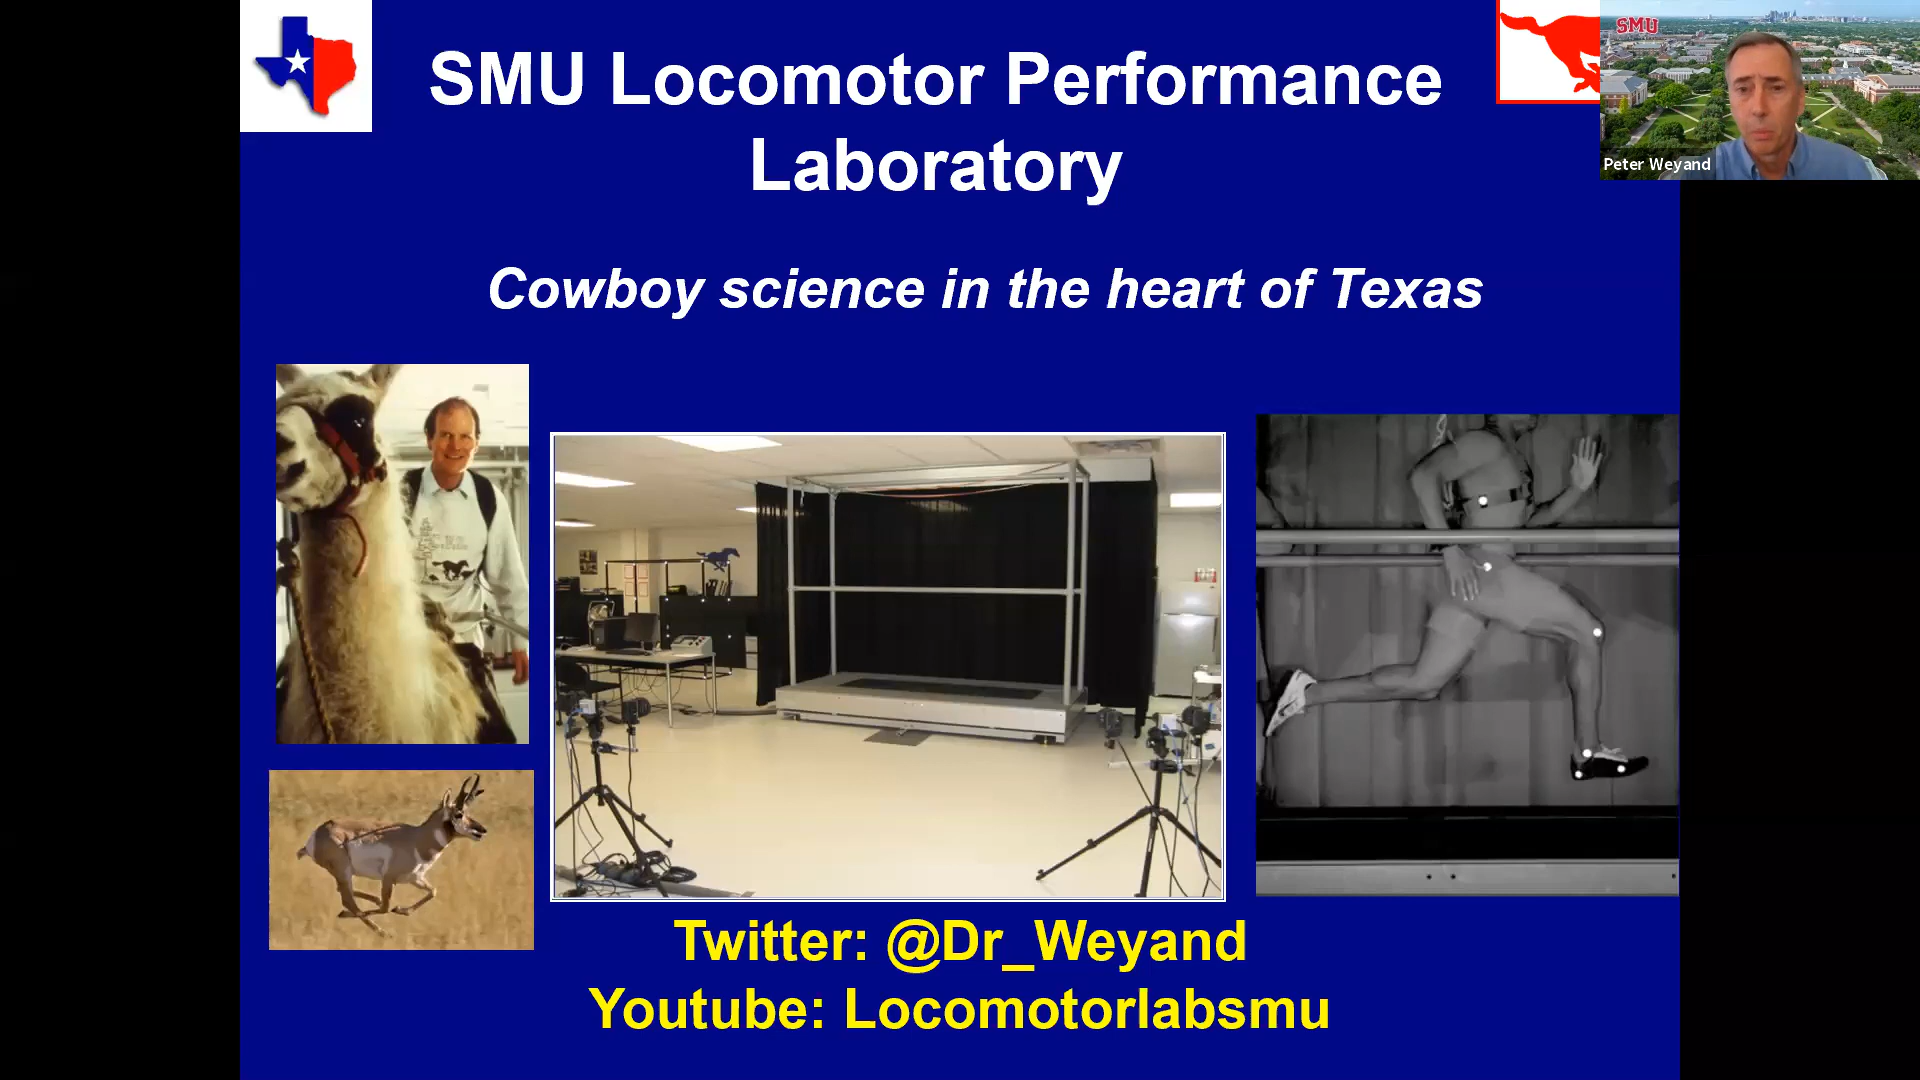 SMU Locomotor Performance
Laboratory
SMU
Peter Weyand
Cowboy science in the heart of Texas
Twitter: @Dr_Weyand
Youtube: Locomotorlabsmu